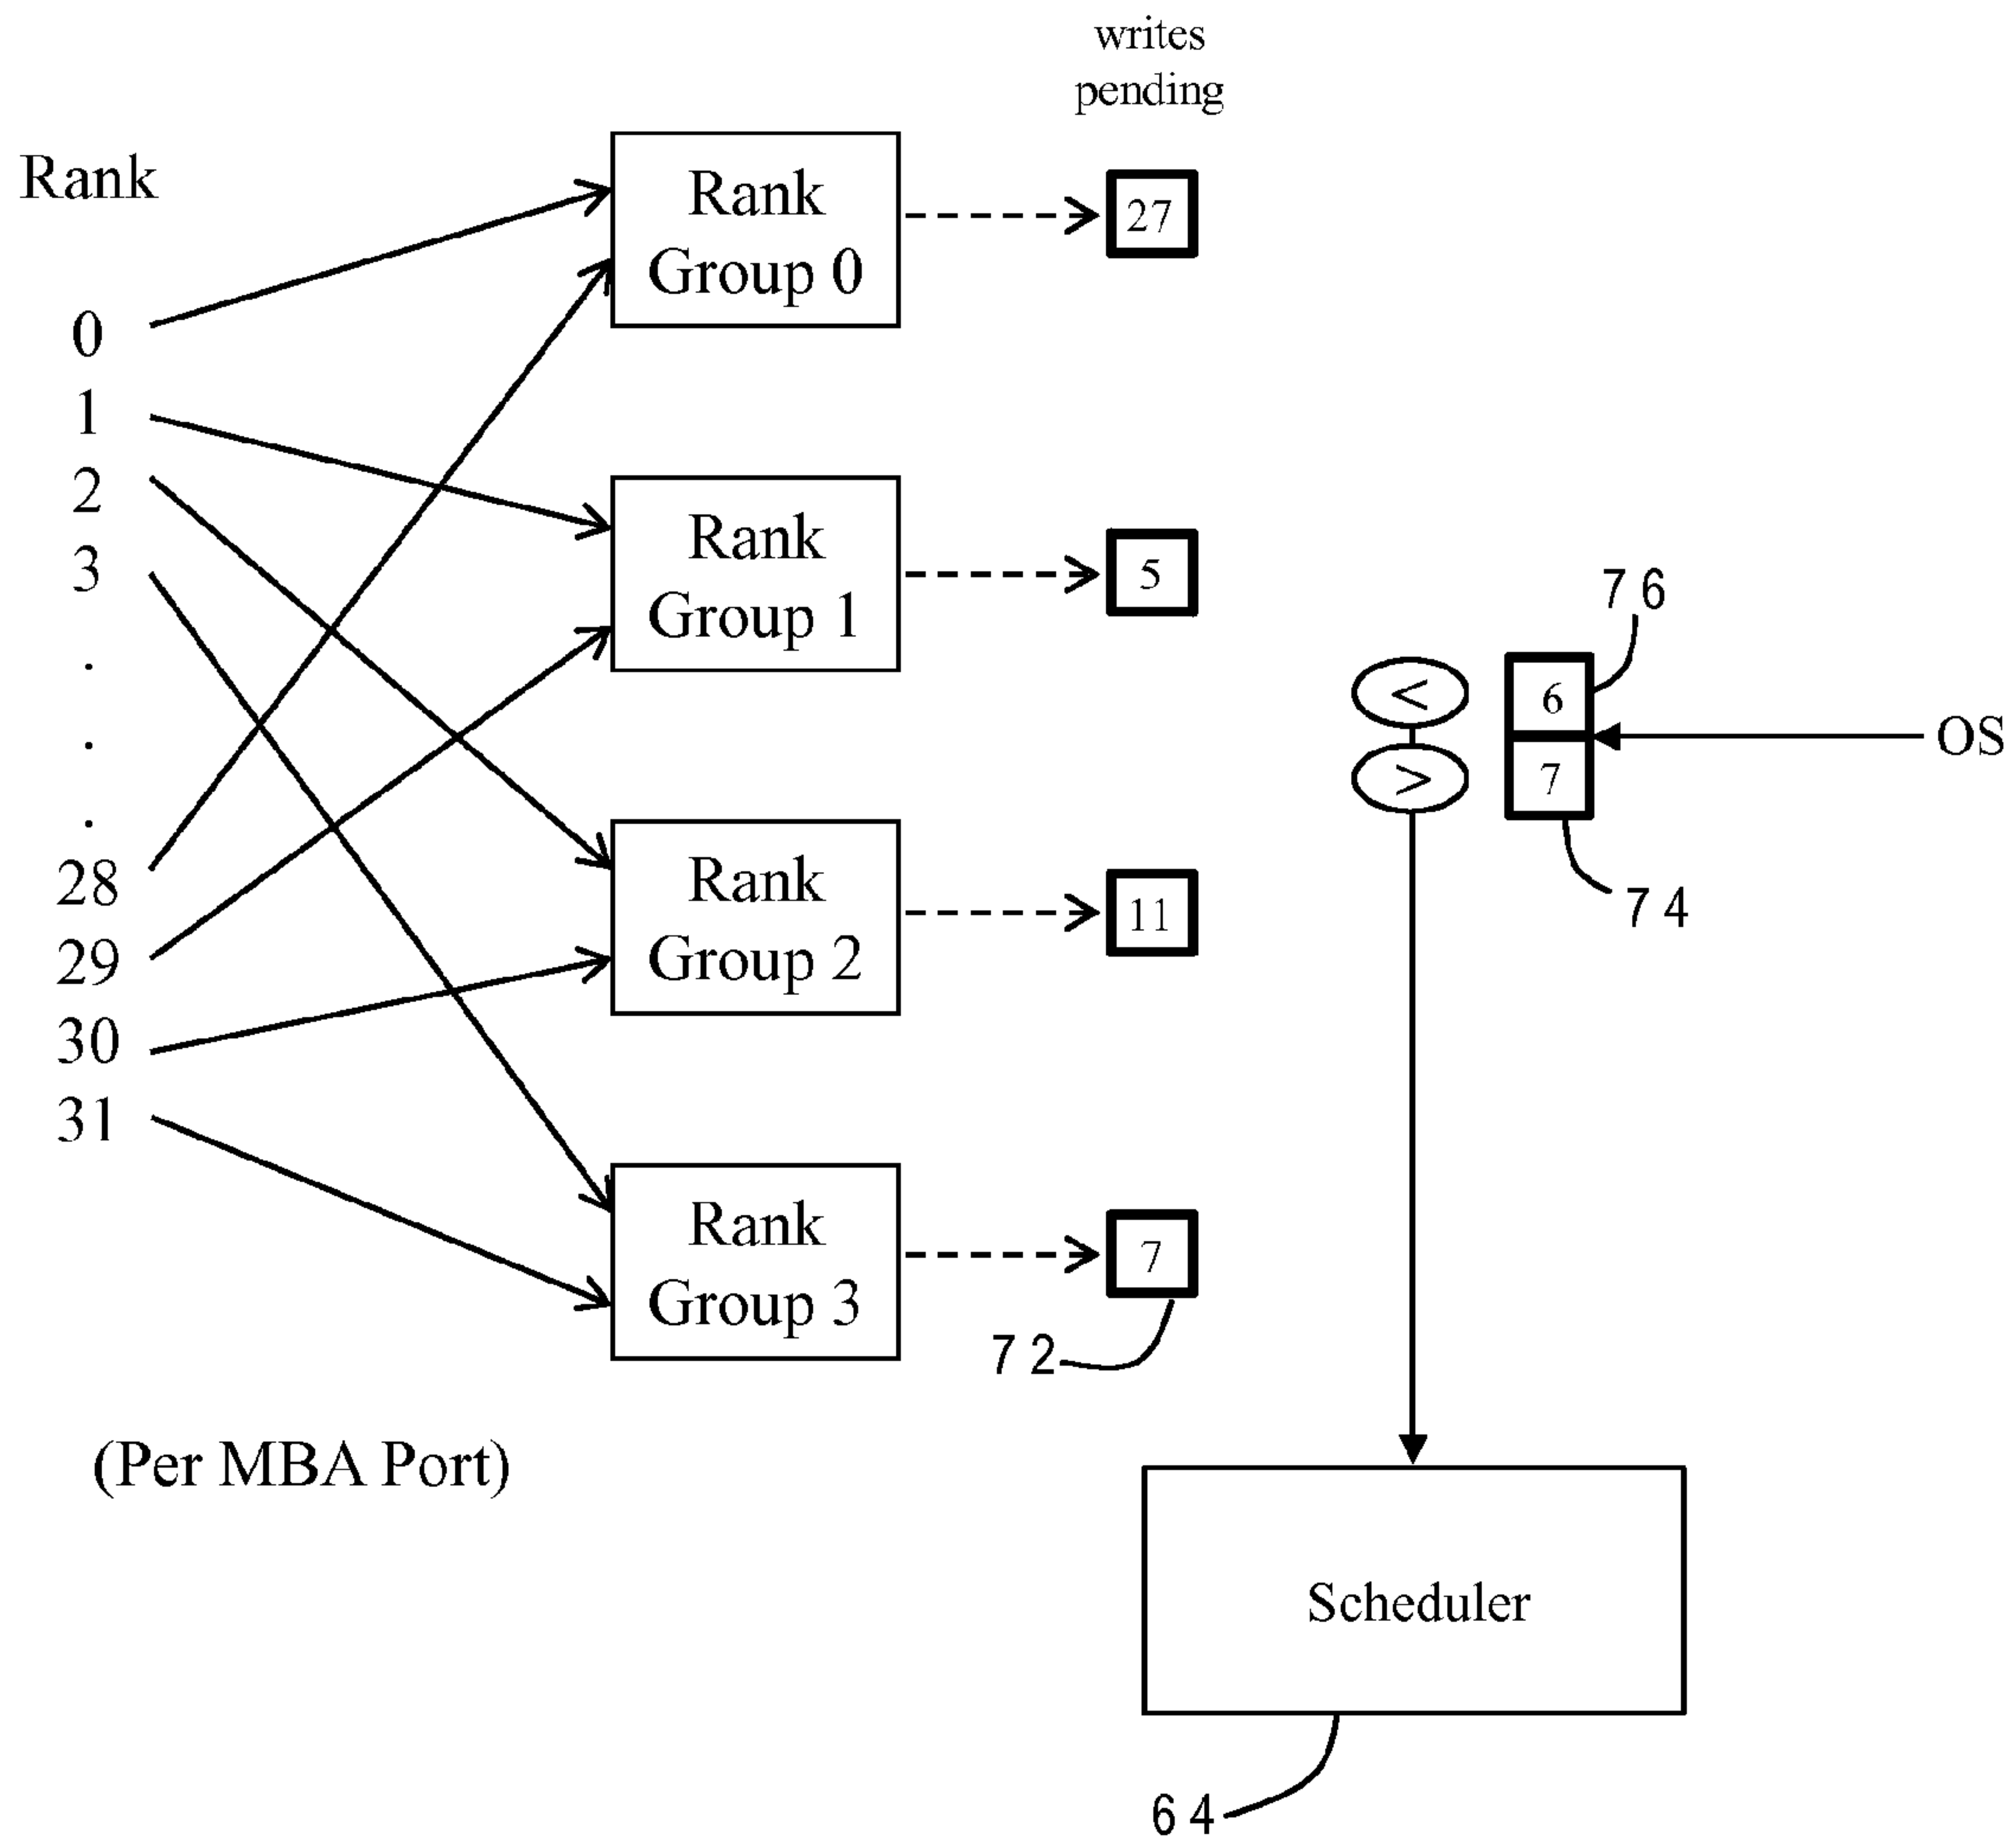 writes
pending
Rank
0
1
2
3
.
.
.
28
29
30
31
Rank
Group 0
27
Rank
Group 1
5
Rank
Group 2
11
Rank
Group 3
7
72
76
<
>
6
7
OS
74
(Per MBA Port)
Scheduler
64